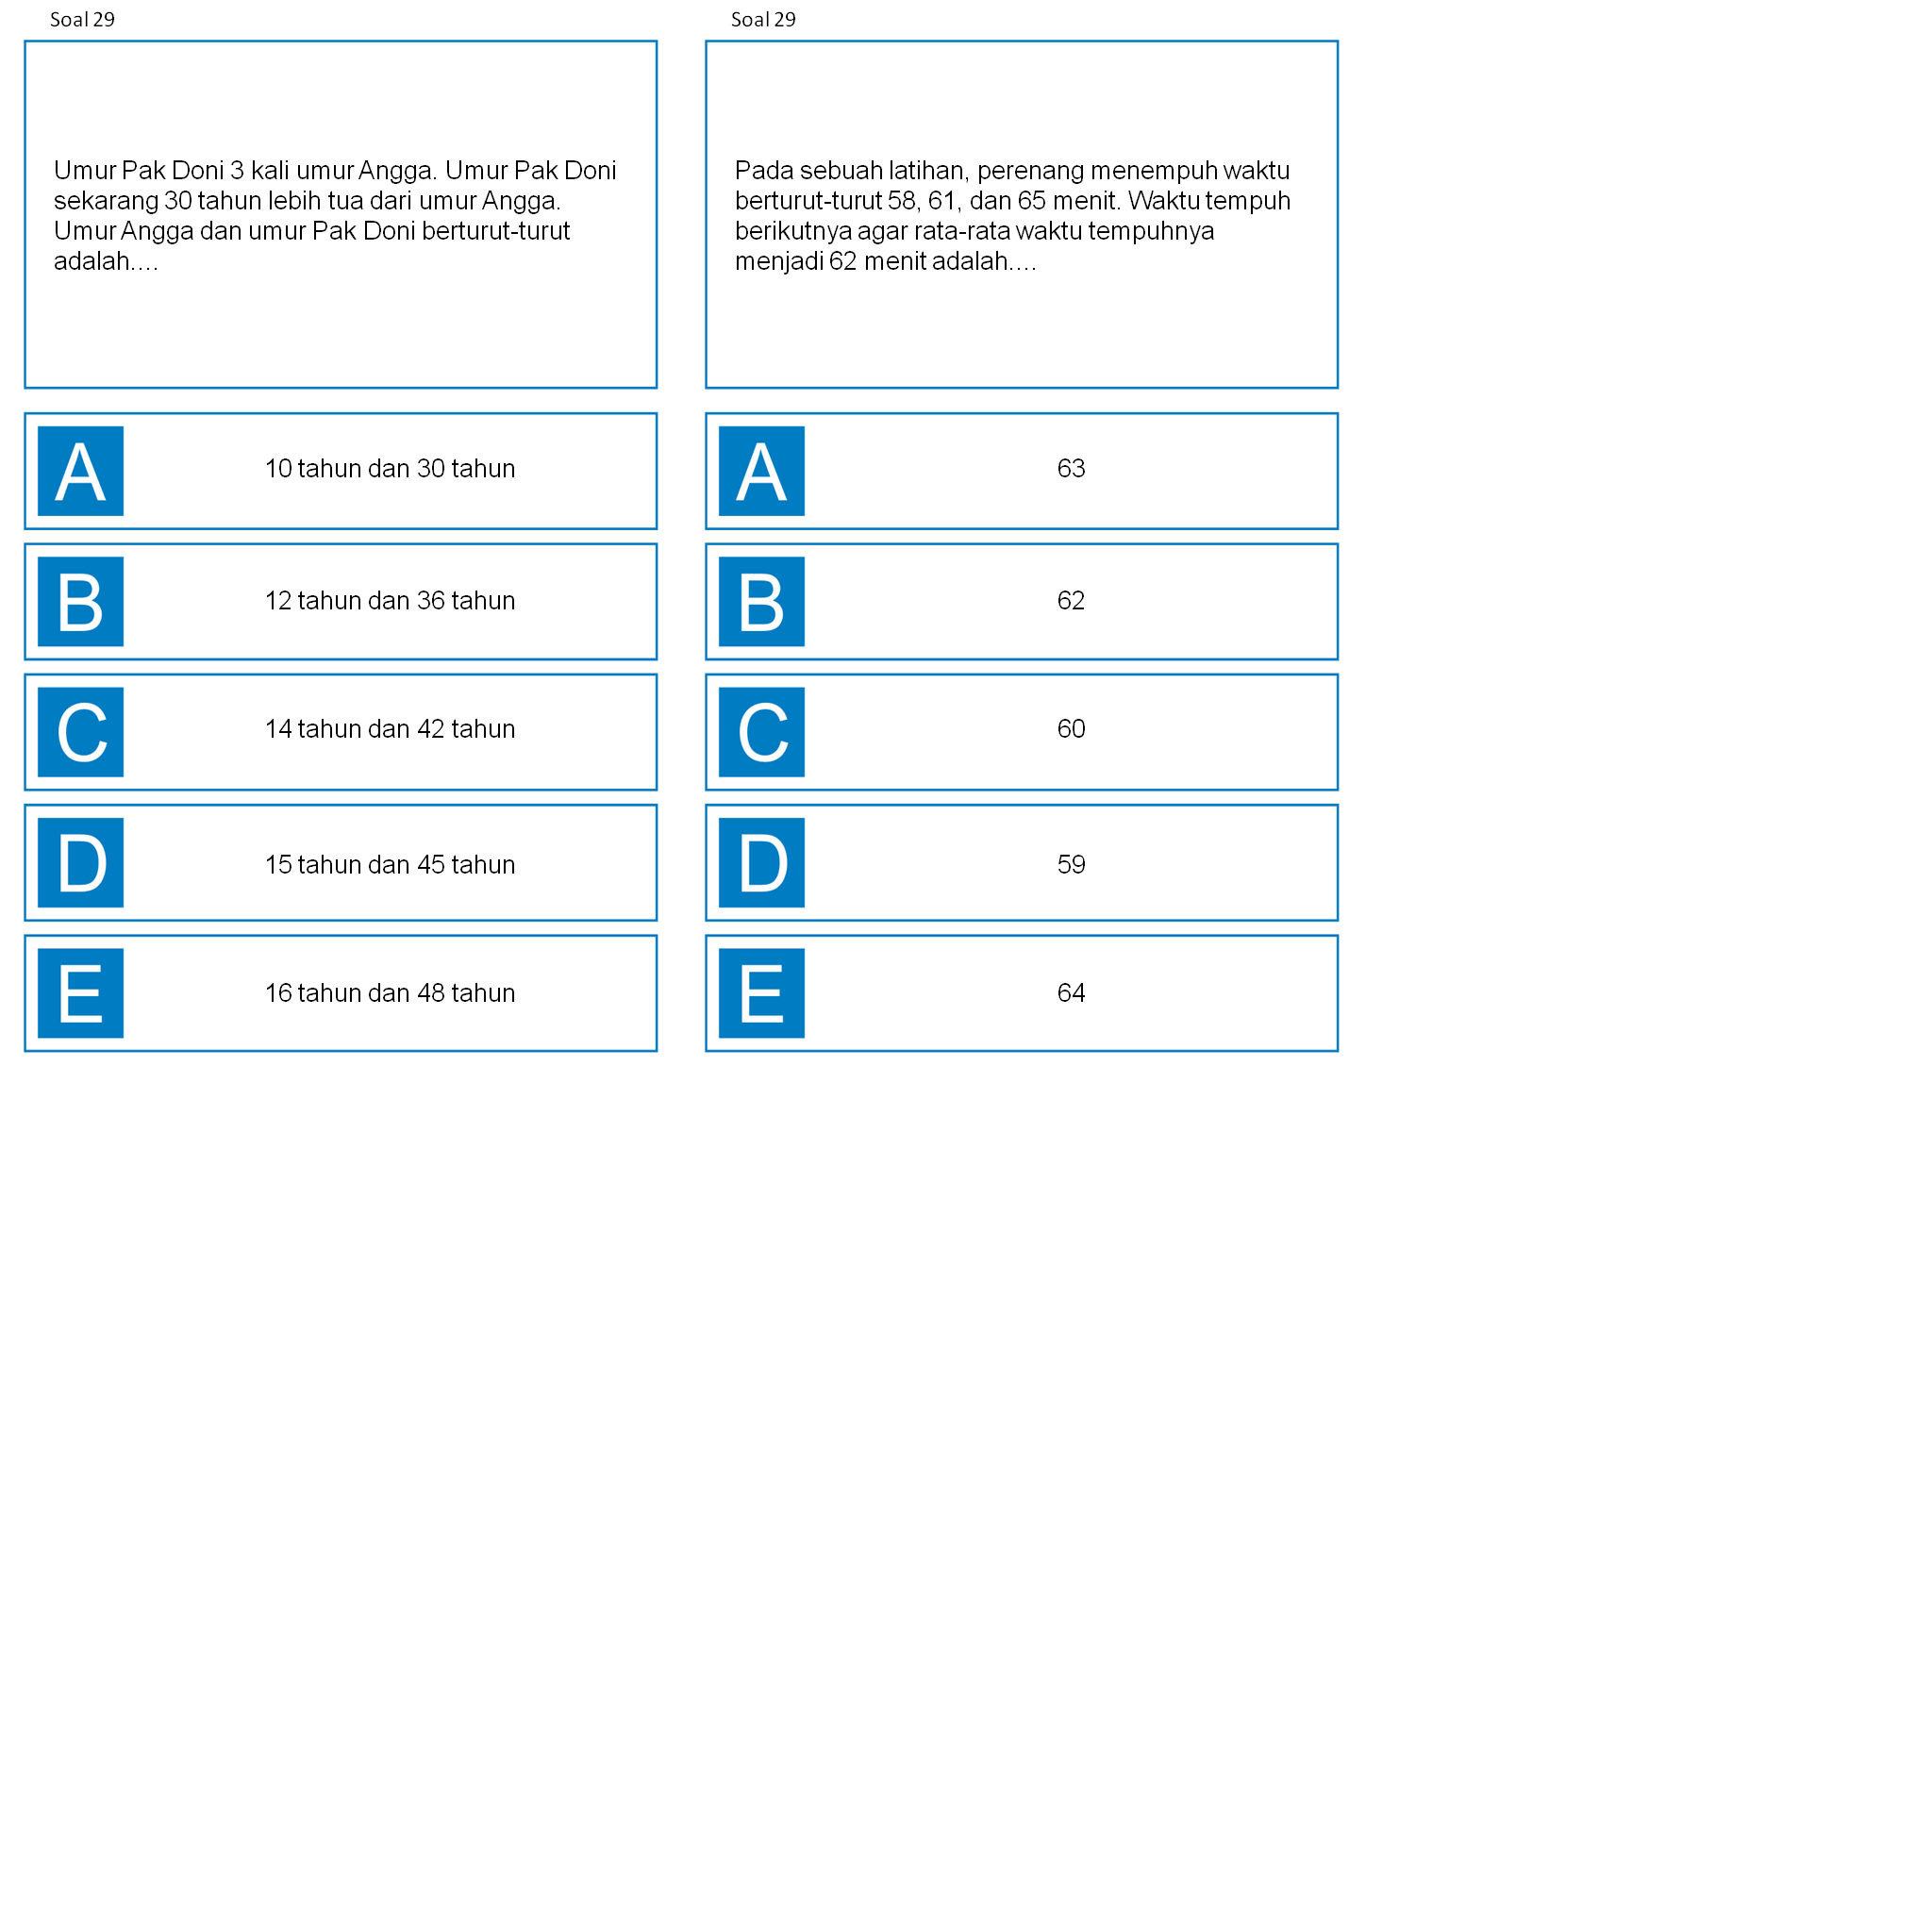 Soal 29
Umur Pak Doni 3 kali umur Angga. Umur Pak Doni
sekarang 30 tahun lebih tua dari umur Angga.
Umur Angga dan umur Pak Doni berturut-turut
adalah....
A
10 tahun dan 30 tahun
B
12 tahun dan 36 tahun
C
14 tahun dan 42 tahun
D
15 tahun dan 45 tahun
E
16 tahun dan 48 tahun
Soal 29
Pada sebuah latihan, perenang menempuh waktu
berturut-turut 58, 61, dan 65 menit. Waktu tempuh
berikutnya agar rata-rata waktu tempuhnya
menjadi 62 menit adalah....
A
63
B
62
C
60
D
59
E
64